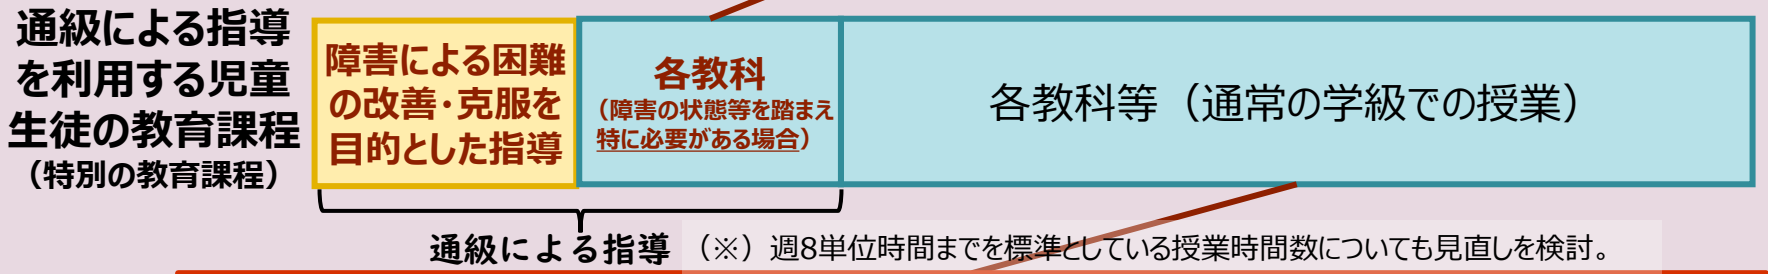 通級による指導
を利用する児童
生徒の教育課程
（特別の教育課程）
障害による困難
の改善・克服を
目的とした指導
各教科
（障害の状態等を踏まえ
特に必要がある場合）
各教科等（通常の学級での授業）
通級による指導
（※）週8単位時間までを標準としている授業時間数についても見直しを検討。